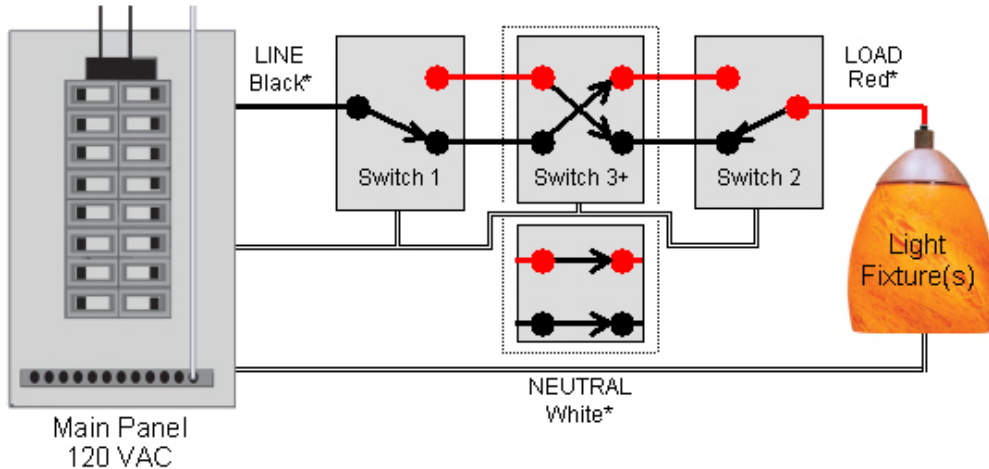 LINE
Black*
LOAD
Red*
Switch 1
Switch 3+
Switch 2
Light
Fixture(s)
NEUTRAL
White*
Main Panel
120 VAC